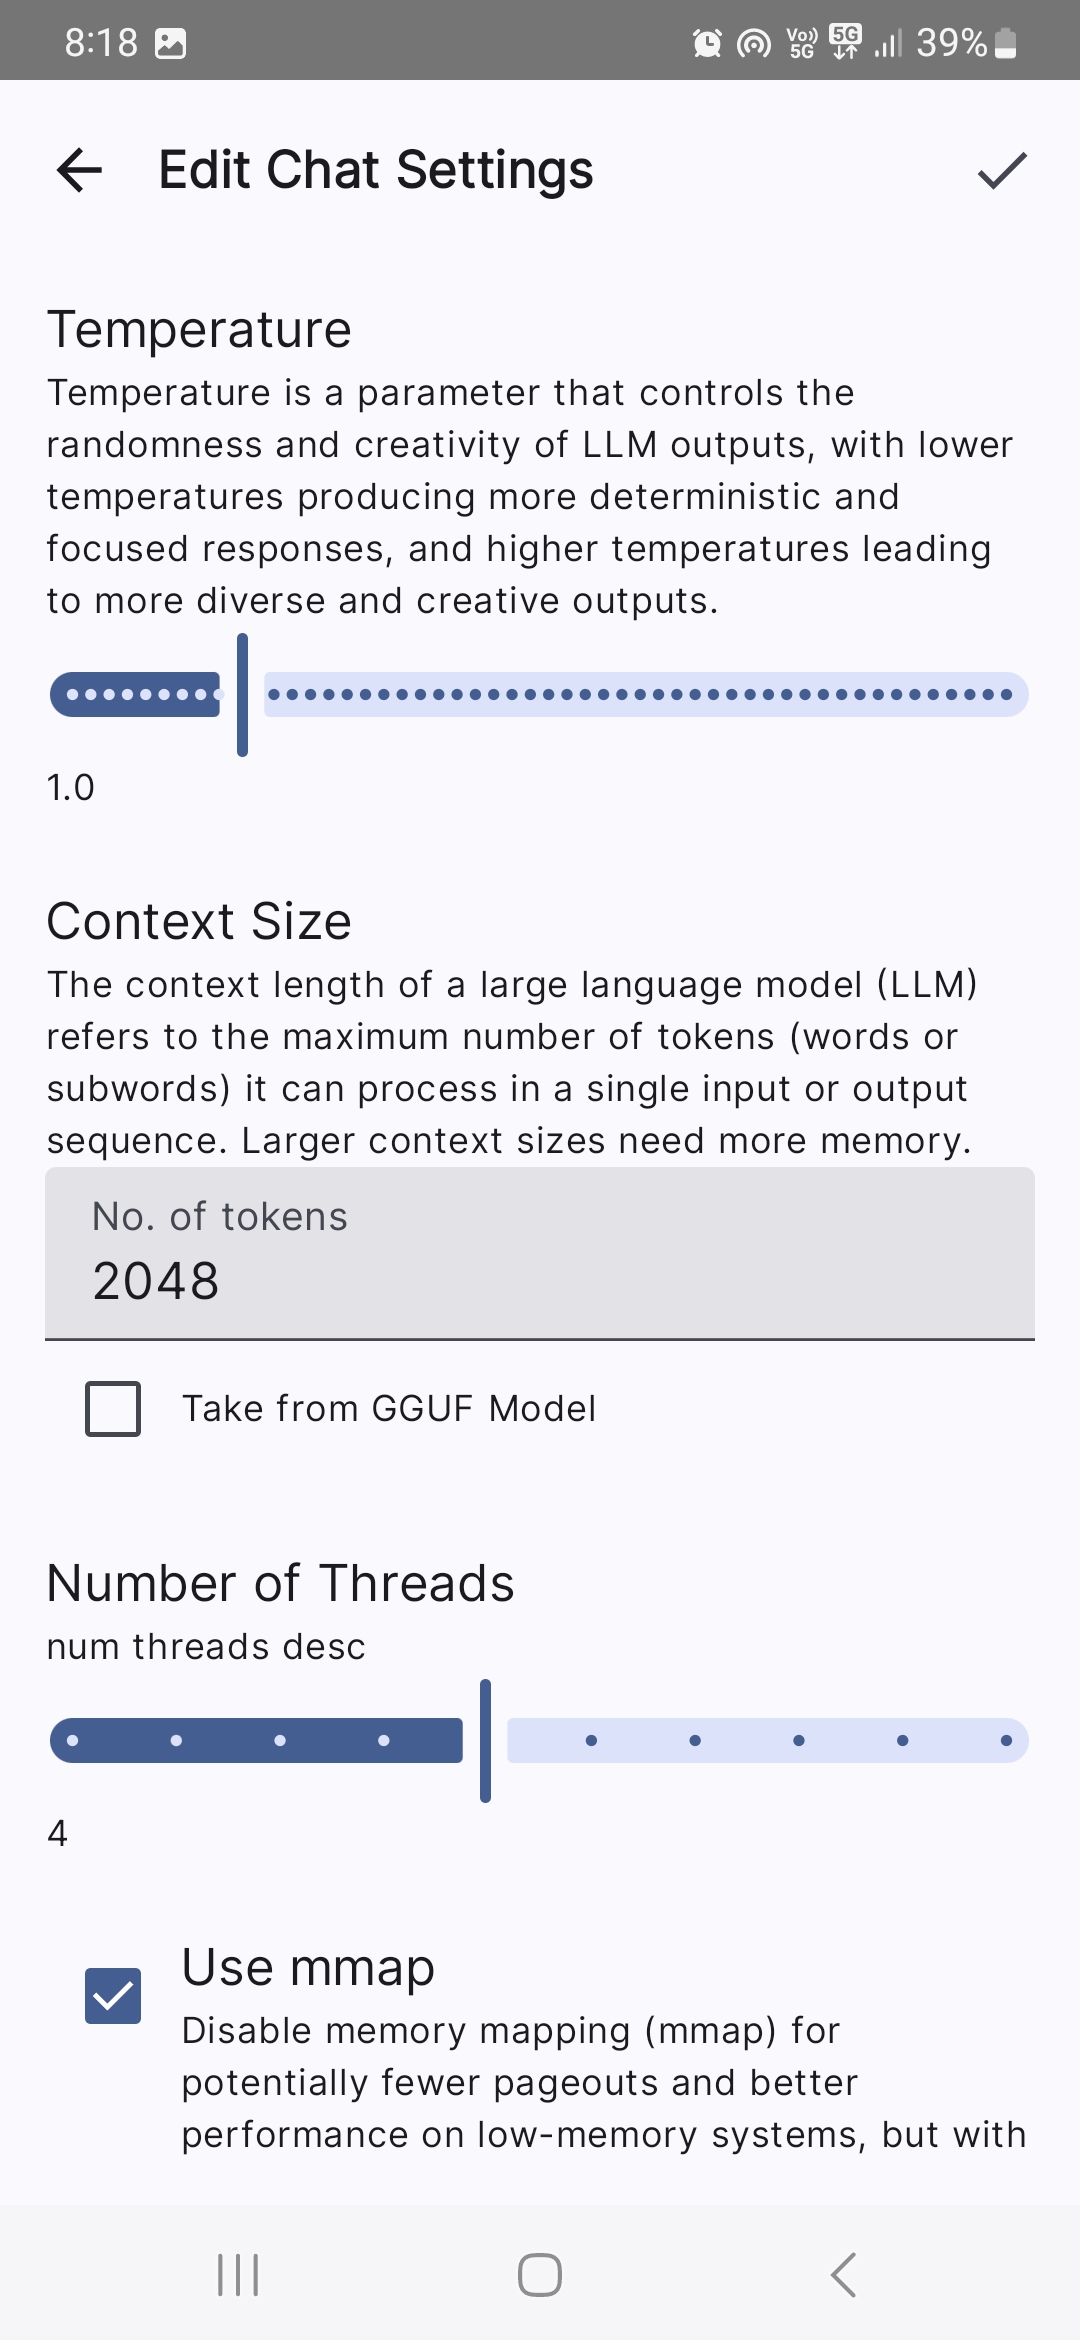 8:18
Vo)) 5G
5G
39%
Edit Chat Settings
Temperature
Temperature is a parameter that controls the
randomness and creativity of LLM outputs, with lower
temperatures producing more deterministic and
focused responses, and higher temperatures leading
to more diverse and creative outputs.
1.0
Context Size
The context length of a large language model (LLM)
refers to the maximum number of tokens (words or
subwords) it can process in a single input or output
sequence. Larger context sizes need more memory.
No. of tokens
2048
Take from GGUF Model
Number of Threads
num threads desc
4
Use mmap
Disable memory mapping (mmap) for
potentially fewer pageouts and better
performance on low-memory systems, but with